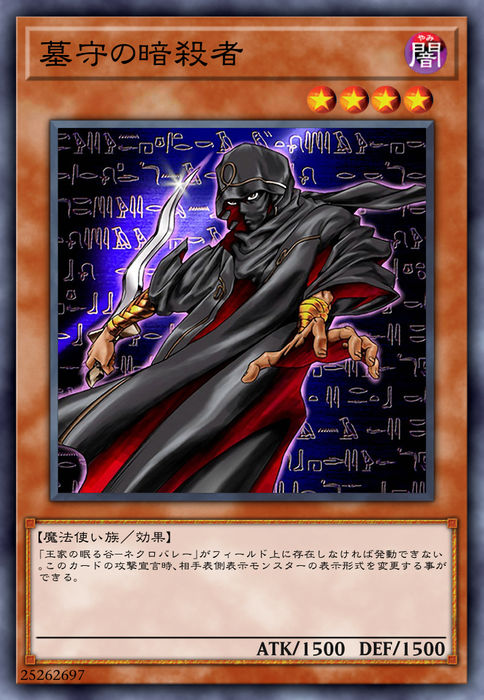 墓守の暗殺者
やみ
闇
【魔法使い族／効果】
「王家の眠る谷－ネクロバレー」がフィールド上に存在しなければ発動できない
。このカードの攻撃宣言時、相手表側表示モンスターの表示形式を変更する事が
できる。
ATK/1500 DEF/1500
25262697